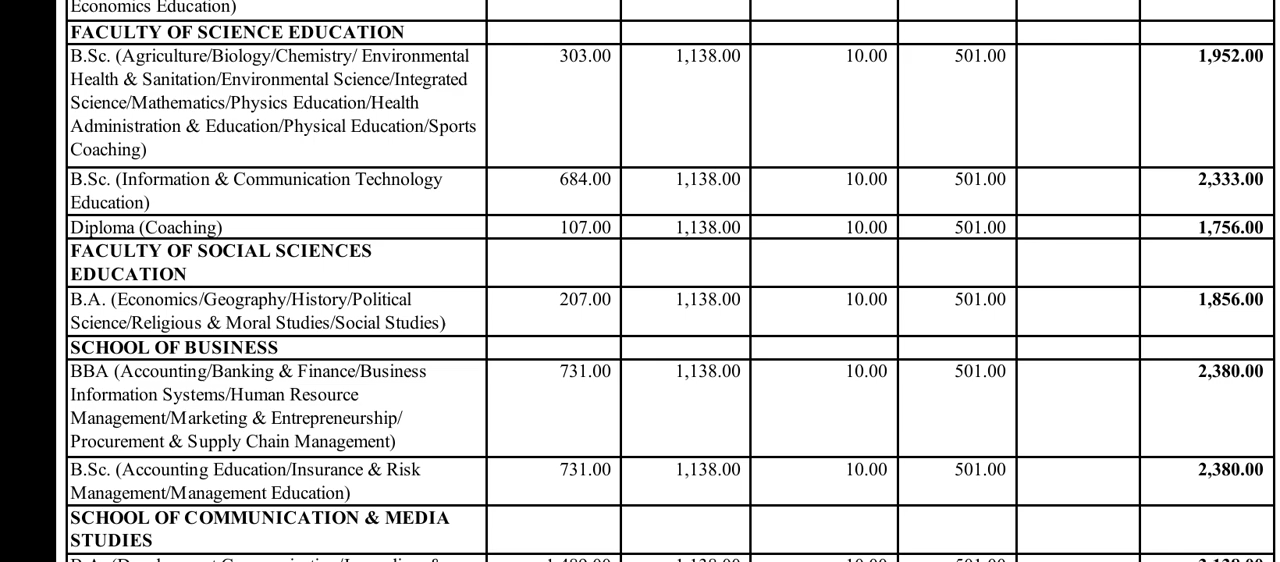 Economics Education)
FACULTY OF SCIENCE EDUCATION
B.Sc. (Agriculture/Biology/Chemistry/ Environmental 303.00 1,138.00 10.00 501.00 1,952.00
Health & Sanitation/Environmental Science/Integrated
Science/Mathematics/Physics Education/Health
Administration & Education/Physical Education/Sports
Coaching)
B.Sc. (Information & Communication Technology 684.00 1,138.00 10.00 501.00 2,333.00
Education)
Diploma (Coaching) 107.00 1,138.00 10.00 501.00 1,756.00
FACULTY OF SOCIAL SCIENCES
EDUCATION
B.A. (Economics/Geography/History/Political 207.00 1,138.00 10.00 501.00 1,856.00
Science/Religious & Moral Studies/Social Studies)
SCHOOL OF BUSINESS
BBA (Accounting/Banking & Finance/Business 731.00 1,138.00 10.00 501.00 2,380.00
Information Systems/Human Resource
Management/Marketing & Entrepreneurship/
Procurement & Supply Chain Management)
B.Sc. (Accounting Education/Insurance & Risk 731.00 1,138.00 10.00 501.00 2,380.00
Management/Management Education)
SCHOOL OF COMMUNICATION & MEDIA
STUDIES